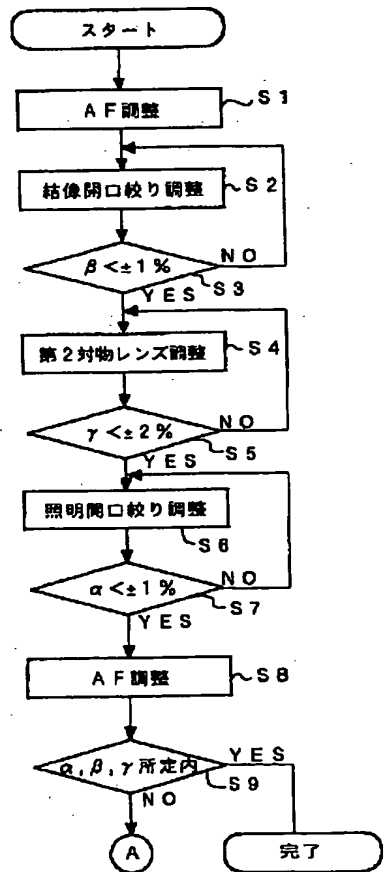 スタート
AF調整
S1
結像開口絞り調整
S2
β<±1%
NO
YES
S3
第2対物レンズ調整
S4
γ<±2%
NO
YES
S5
照明開口絞り調整
S6
α<±1%
NO
YES
S7
AF調整
S8
α,β,γ所定内
YES
S9
NO
A
完了